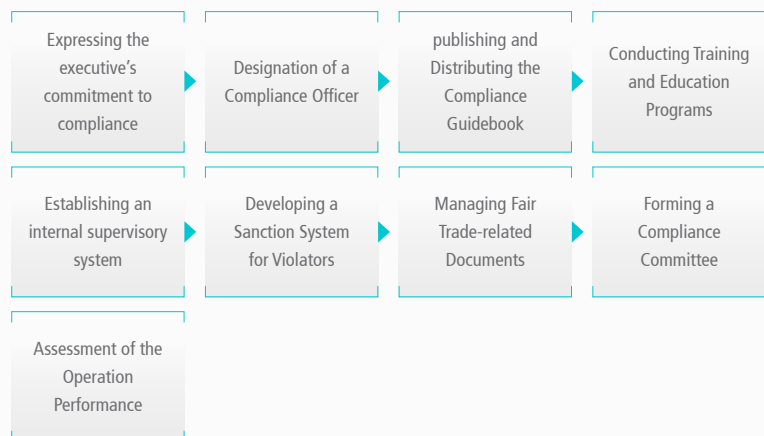 Expressing the
executive's
commitment to
compliance
Designation of a
Compliance Officer
publishing and
Distributing the
Compliance
Guidebook
Conducting Training
and Education
Programs
Establishing an
internal supervisory
system
Developing a
Sanction System
for Violators
Managing Fair
Trade-related
Documents
Forming a
Compliance
Committee
Assessment of the
Operation
Performance